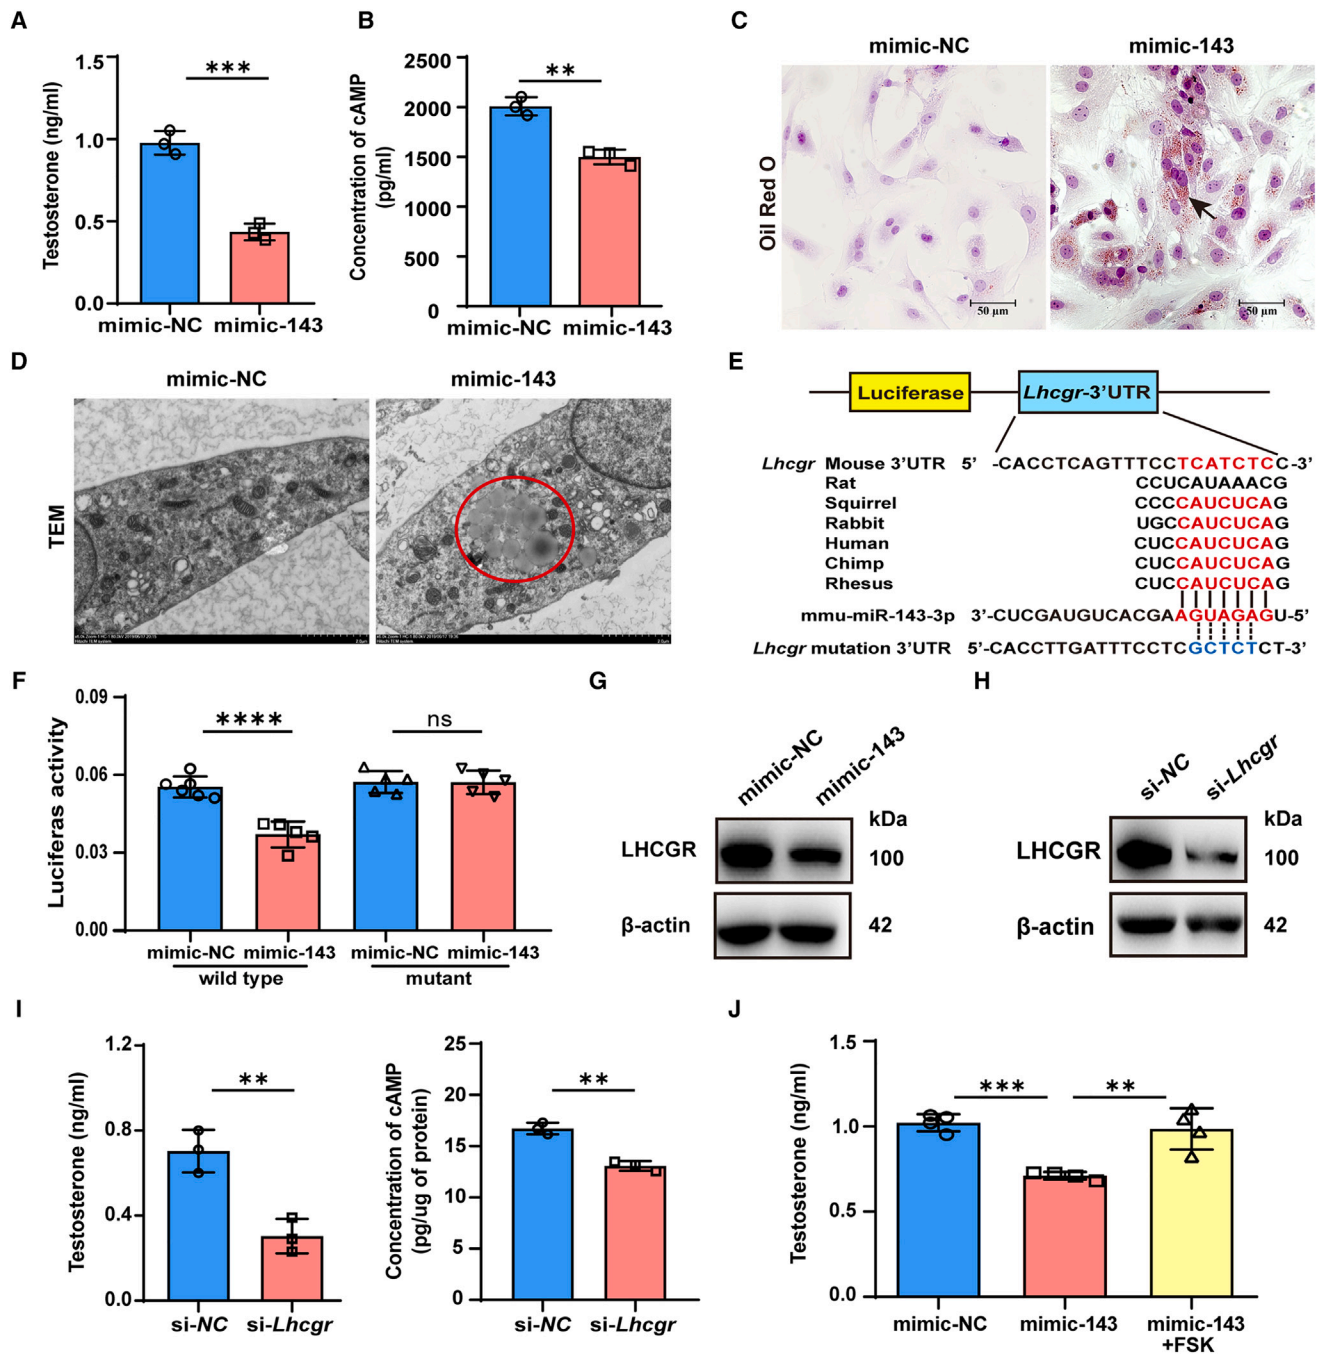 A
Testosterone (ng/ml)
1.5
1.0
0.5
0.0
***
mimic-NC mimic-143
B
Concentration of cAMP
(pg/ml)
2500
2000
1500
1000
500
0
**
mimic-NC mimic-143
C
mimic-NC mimic-143
Oil Red O
50 µm
50 µm
D
mimic-NC mimic-143
TEM
E
Luciferase Lhcgr-3'UTR
Lhcgr Mouse 3'UTR 5' -CACCTCAGTTTCCTCATCTCC-3'
Rat CCUCAUAAACG
Squirrel CCCCAUCUCAG
Rabbit UGCCAUCUCAG
Human CUCCAUCUCAG
Chimp CUCCAUCUCAG
Rhesus CUCCAUCUCAG
mmu-miR-143-3p 3'-CUCGAUGUCACGAAGUAGAGU-5'
Lhcgr mutation 3'UTR 5'-CACCTTGATTTCCTCGCTCTCT-3'
F
Luciferas activity
0.09
0.06
0.03
0.00
**** ns
mimic-NC mimic-143 mimic-NC mimic-143
wild type mutant
G
mimic-NC mimic-143
kDa
LHCGR 100
β-actin 42
H
si-NC si-Lhcgr
kDa
LHCGR 100
β-actin 42
I
Testosterone (ng/ml)
1.2
0.8
0.4
0.0
**
si-NC si-Lhcgr
Concentration of cAMP
(pg/ug of protein)
25
20
15
10
5
0
**
si-NC si-Lhcgr
J
Testosterone (ng/ml)
1.5
1.0
0.5
0.0
*** **
mimic-NC mimic-143 mimic-143
+FSK